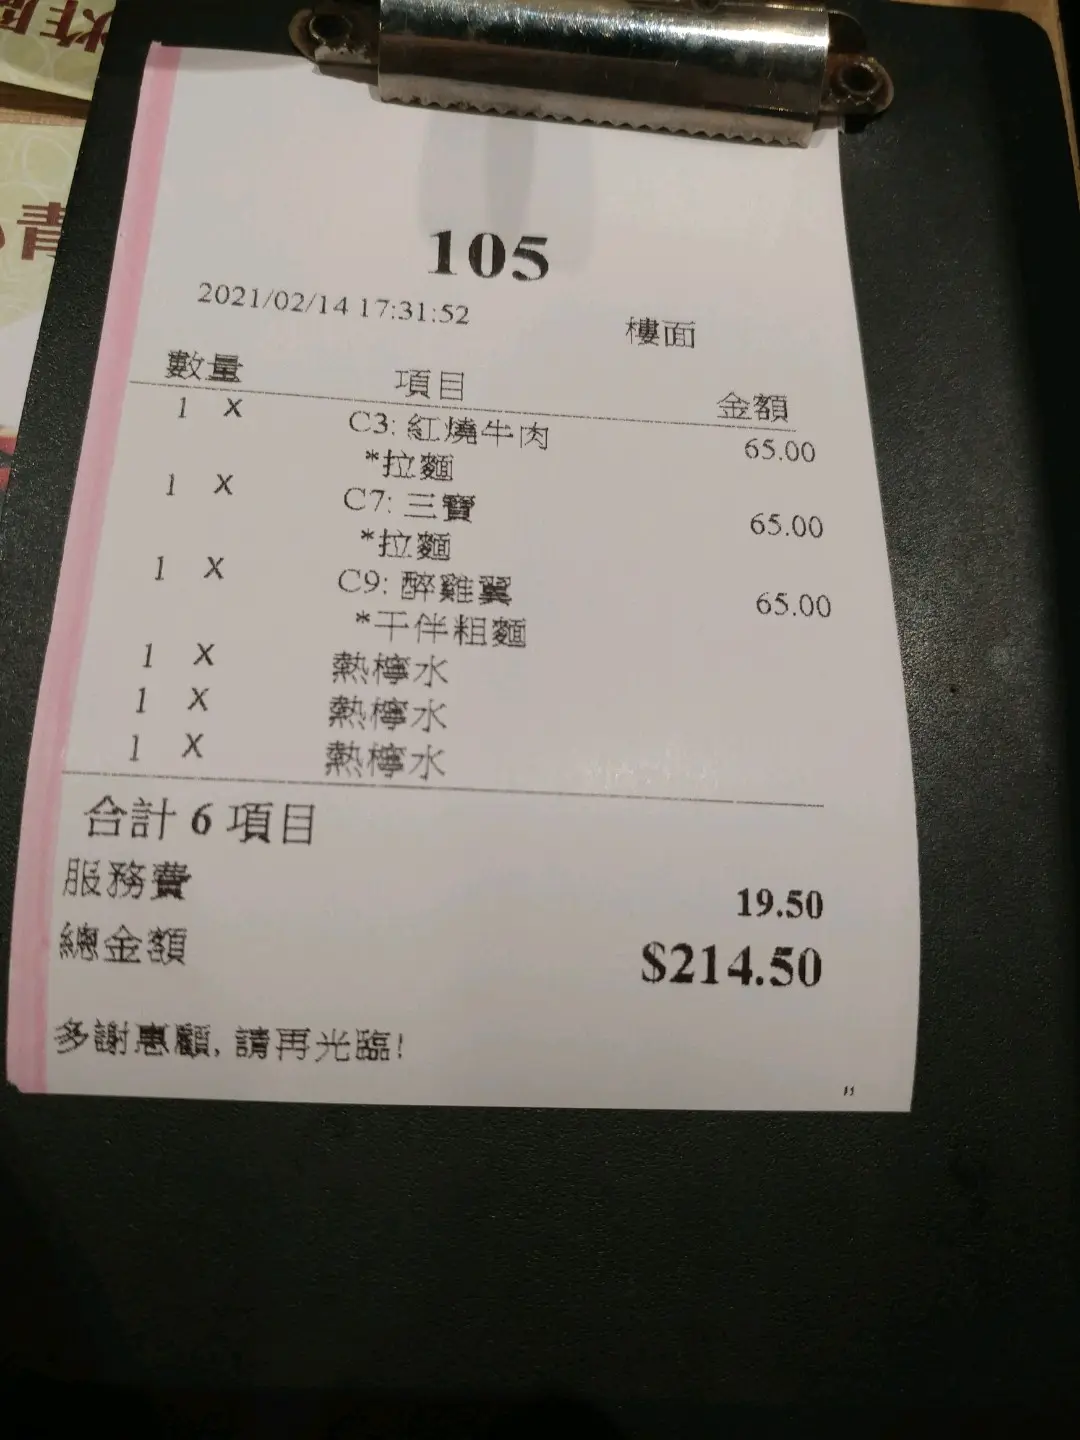 105
2021/02/14 17:31:52 樓面
數量 項目 金額
1 X C3: 紅燒牛肉 65.00
*拉麵
1 X C7: 三寶 65.00
*拉麵
1 X C9: 醉雞翼 65.00
*干伴粗麵
1 X 熱檸水
1 X 熱檸水
1 X 熱檸水
合計 6 項目
服務費 19.50
總金額 $214.50
多謝惠顧, 請再光臨!